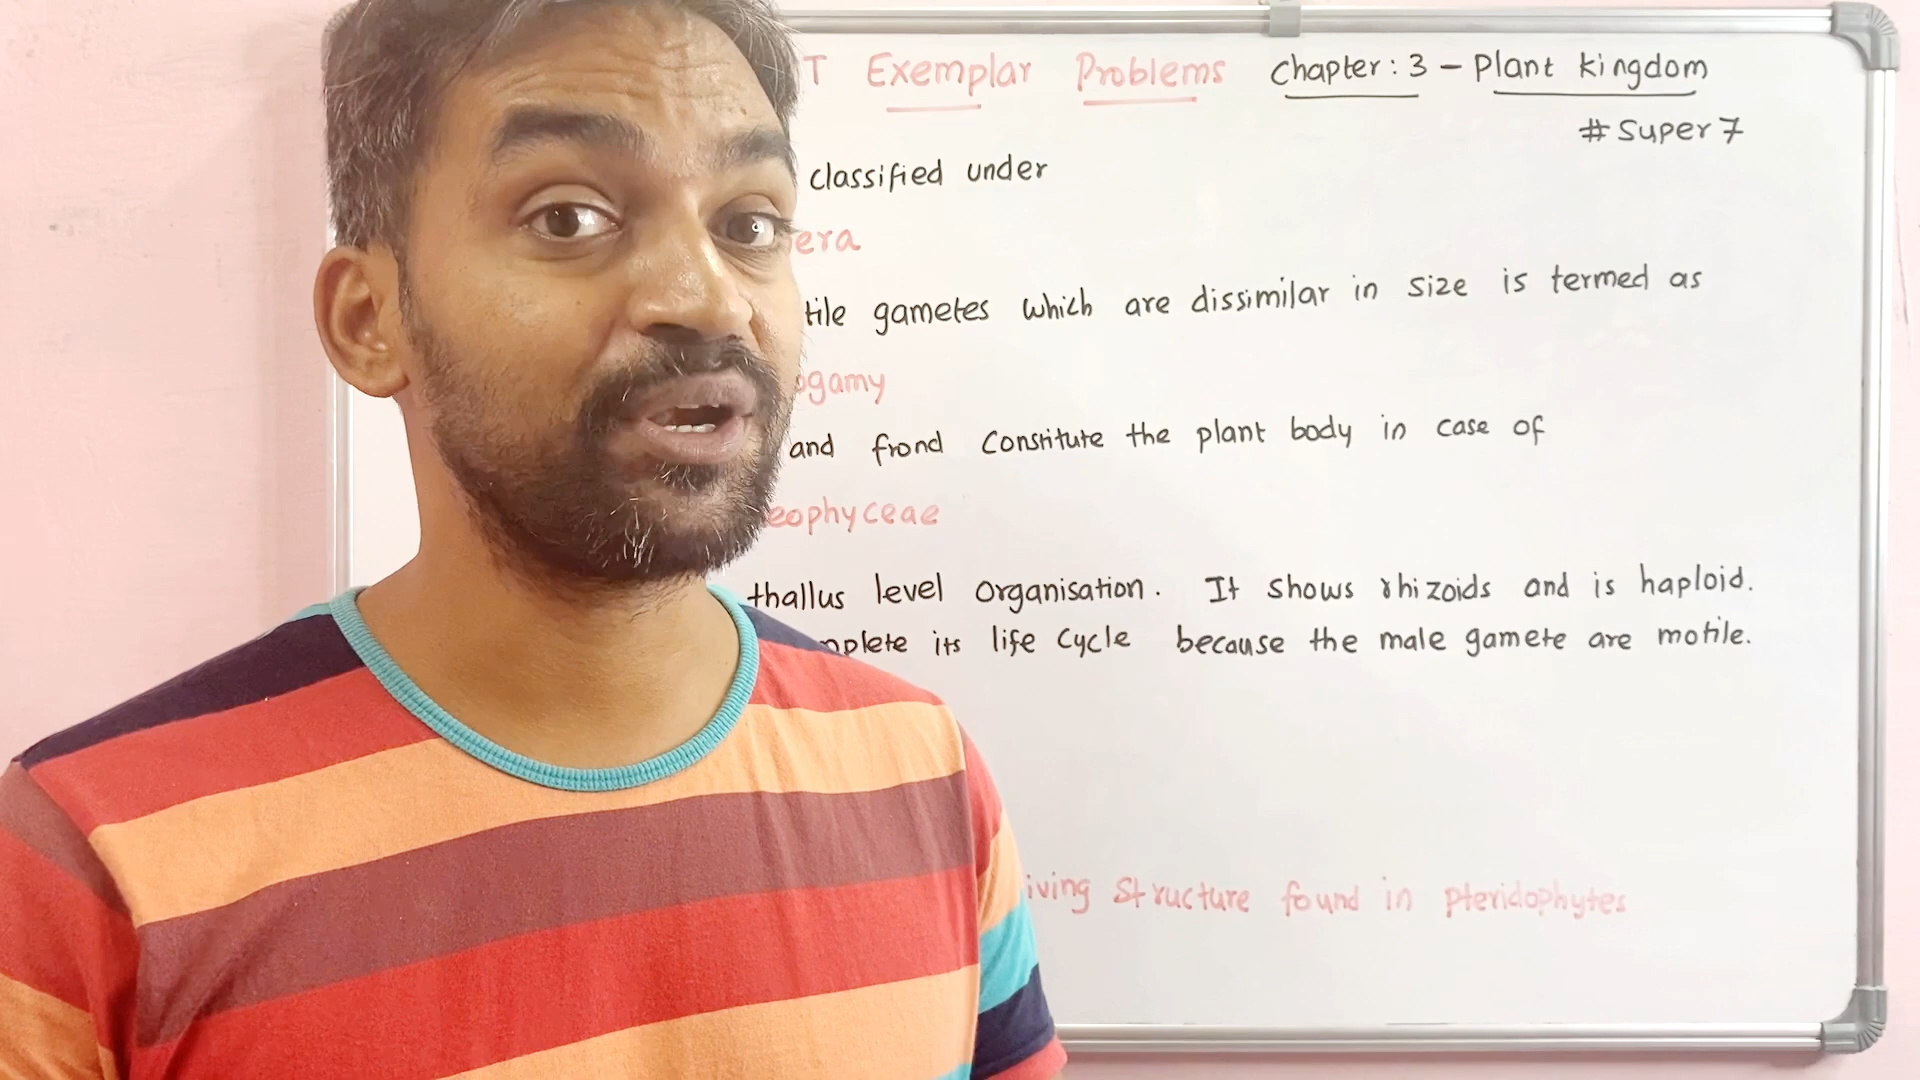 T Exemplar Problems Chapter: 3 - Plant kingdom
# Super 7
classified under
era
tile gametes which are dissimilar in size is termed as
ogamy
and frond Constitute the plant body in case of
eophyceae
thallus level organisation. It shows rhizoids and is haploid.
mplete its life cycle because the male gamete are motile.
iving structure found in pteridophytes